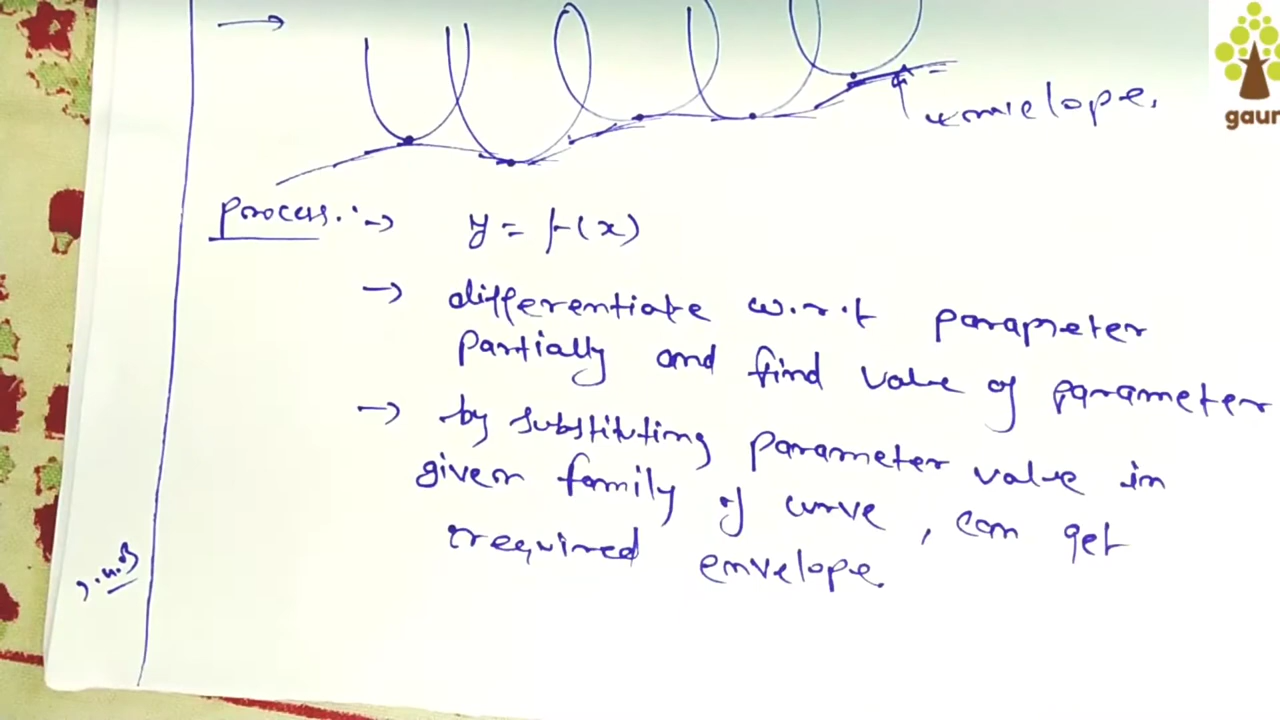 envelope.
gaur
Process :→ y = f(x)
→ differentiate w.r.t parameter
partially and find value of parameter
→ by substituting parameter value in
given family of curve, can get
required envelope.